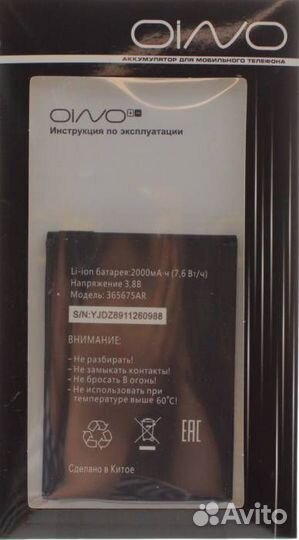 OiNO
АККУМУЛЯТОР ДЛЯ МОБИЛЬНОГО ТЕЛЕФОНА
OiNO
Инструкция по эксплуатации
Li-ion батарея:2000мА·ч (7,6 Вт/ч)
Напряжение 3,8В
Модель: 365675AR
S/N:YJDZ8911260988
ВНИМАНИЕ:
- Не разбирать!
- Не замыкать контакты!
- Не бросать В огонь!
- Не использовать при
температуре выше 60°C!
EAC
Сделано в Китое
Avito